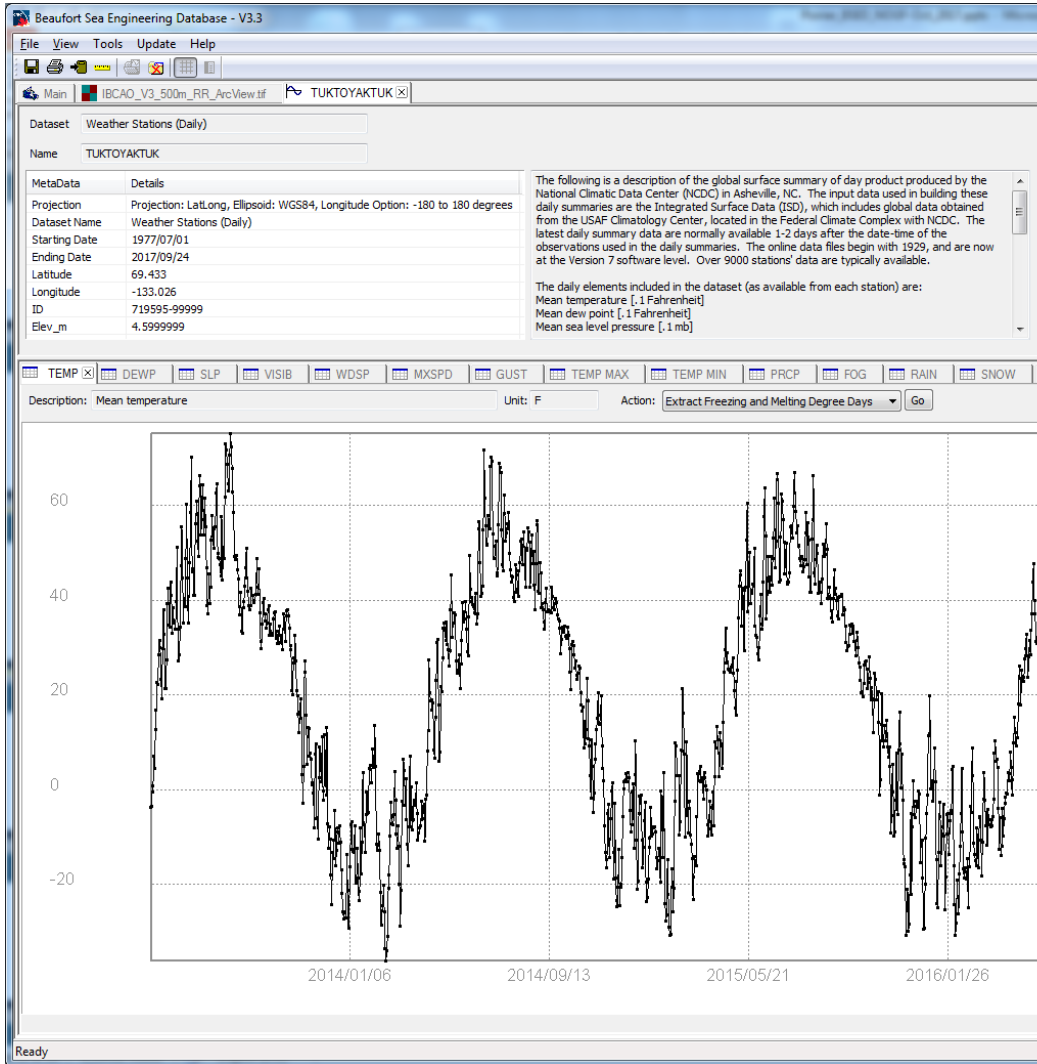 Beaufort Sea Engineering Database - V3.3
File View Tools Update Help
Main IBCAO_V3_500m_RR_ArcView.tif TUKTOYAKTUK
Dataset Weather Stations (Daily)
Name TUKTOYAKTUK
MetaData Details
Projection Projection: LatLong, Ellipsoid: WGS84, Longitude Option: -180 to 180 degrees
Dataset Name Weather Stations (Daily)
Starting Date 1977/07/01
Ending Date 2017/09/24
Latitude 69.433
Longitude -133.026
ID 719595-99999
Elev_m 4.5999999
The following is a description of the global surface summary of day product produced by the
National Climatic Data Center (NCDC) in Asheville, NC. The input data used in building these
daily summaries are the Integrated Surface Data (ISD), which includes global data obtained
from the USAF Climatology Center, located in the Federal Climate Complex with NCDC. The
latest daily summary data are normally available 1-2 days after the date-time of the
observations used in the daily summaries. The online data files begin with 1929, and are now
at the Version 7 software level. Over 9000 stations' data are typically available.
The daily elements included in the dataset (as available from each station) are:
Mean temperature [.1 Fahrenheit]
Mean dew point [.1 Fahrenheit]
Mean sea level pressure [.1 mb]
TEMP DEWP SLP VISIB WDSP MXSPD GUST TEMP MAX TEMP MIN PRCP FOG RAIN SNOW
Description: Mean temperature Unit: F Action: Extract Freezing and Melting Degree Days Go
60
40
20
0
-20
2014/01/06 2014/09/13 2015/05/21 2016/01/26
Ready